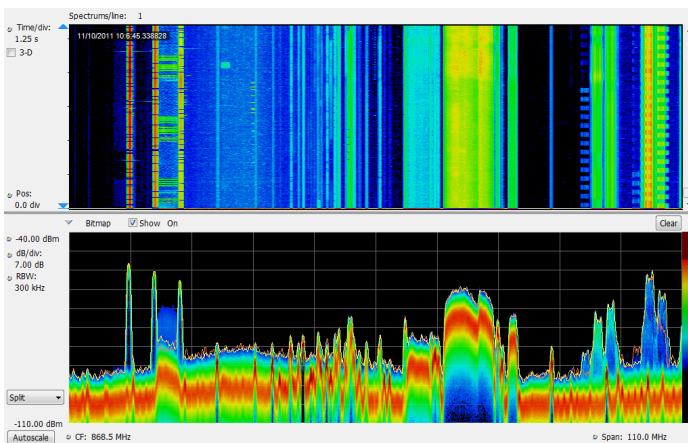 Spectrums/line: 1
Time/div:
1.25 s
3-D
11/10/2011 10:6:45.338828
Pos:
0.0 div
Bitmap Show On Clear
-40.00 dBm
dB/div:
7.00 dB
RBW:
300 kHz
Split
-110.00 dBm
Autoscale CF: 868.5 MHz Span: 110.0 MHz